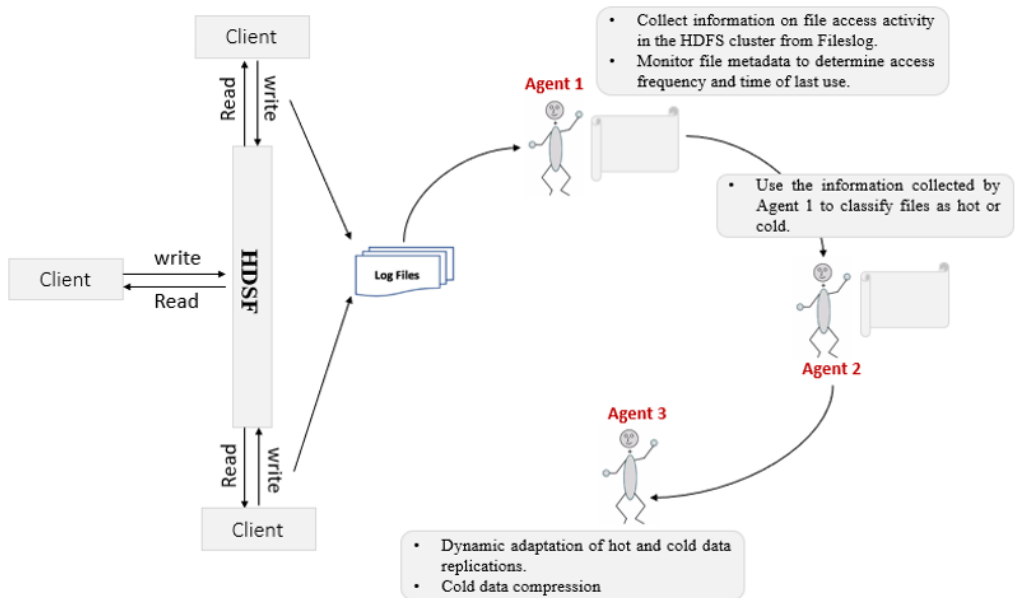 Client
Read
write
HDSF
Client
write
Read
Read
write
Client
Log Files
Agent 1
• Collect information on file access activity
in the HDFS cluster from Fileslog.
• Monitor file metadata to determine access
frequency and time of last use.
• Use the information collected by
Agent 1 to classify files as hot or
cold.
Agent 2
Agent 3
• Dynamic adaptation of hot and cold data
replications.
• Cold data compression